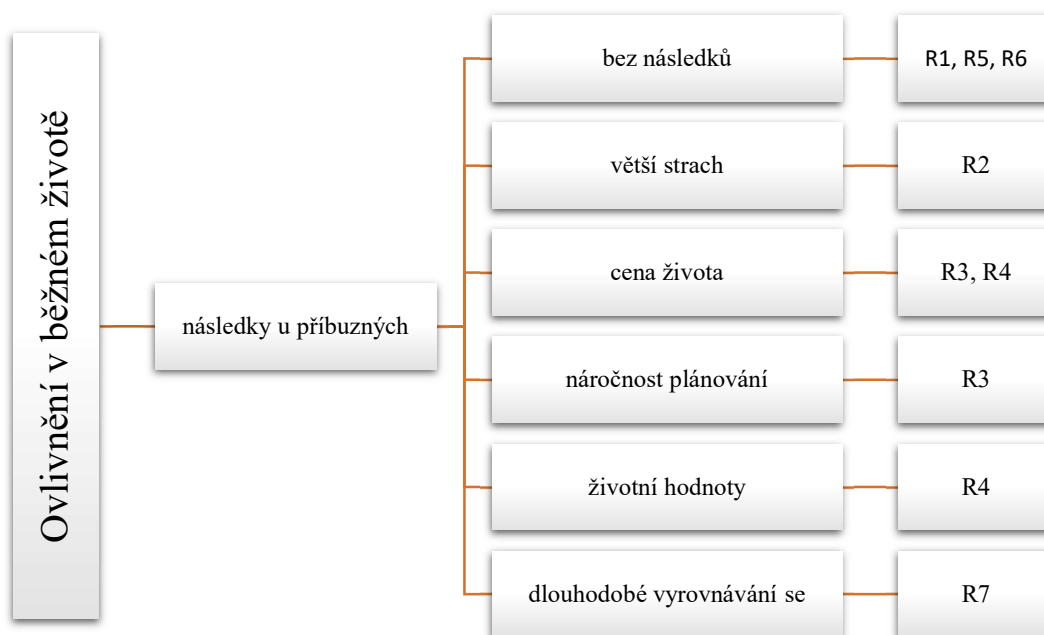 Ovlivnění v běžném životě
následky u příbuzných
bez následků
R1, R5, R6
větší strach
R2
cena života
R3, R4
náročnost plánování
R3
životní hodnoty
R4
dlouhodobé vyrovnávání se
R7